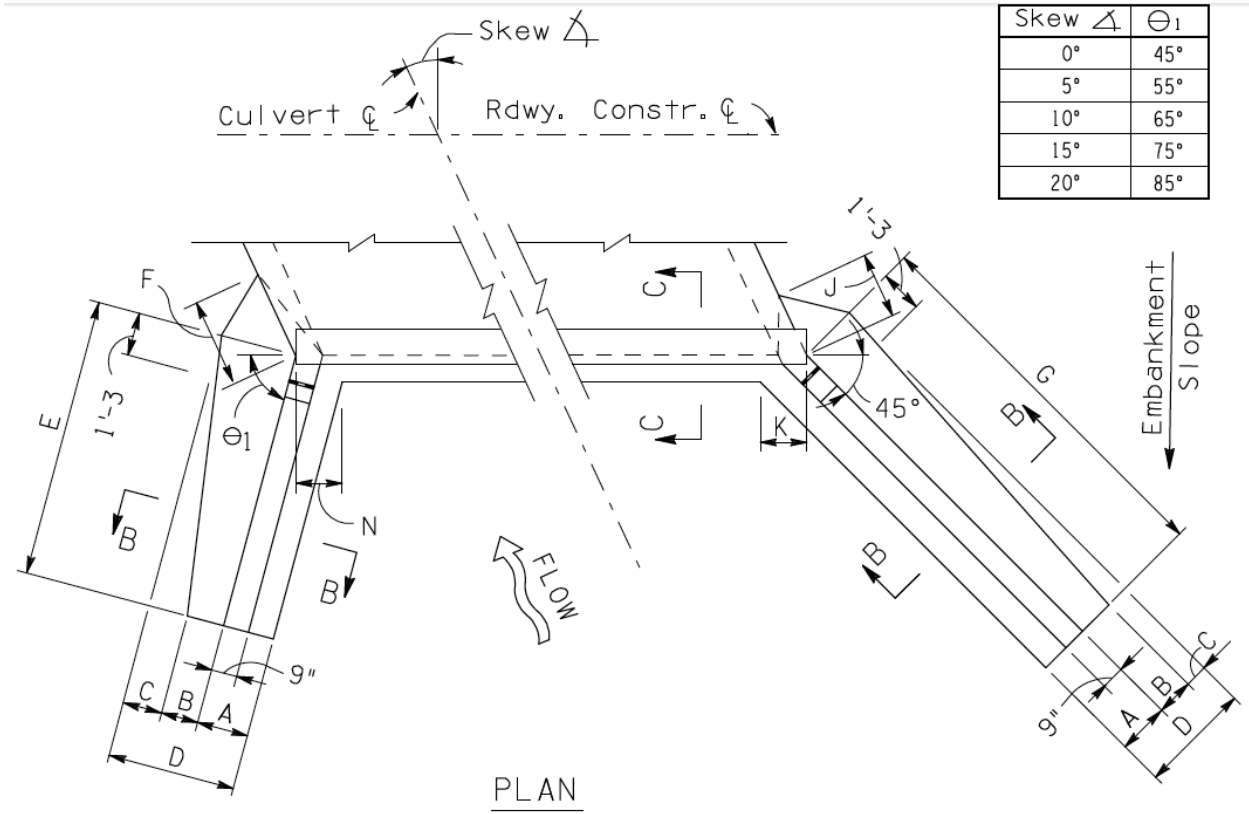 Skew ∡
Culvert ℄
Rdwy. Constr. ℄
Skew ∡ Θ1
0° 45°
5° 55°
10° 65°
15° 75°
20° 85°
1'-3
F
C
J
G
Embankment
Slope
E
1'-3
Θ1
45°
B
C
K
B
N
B
B
FLOW
9"
C
B
A
D
C
B
9"
A
D
PLAN